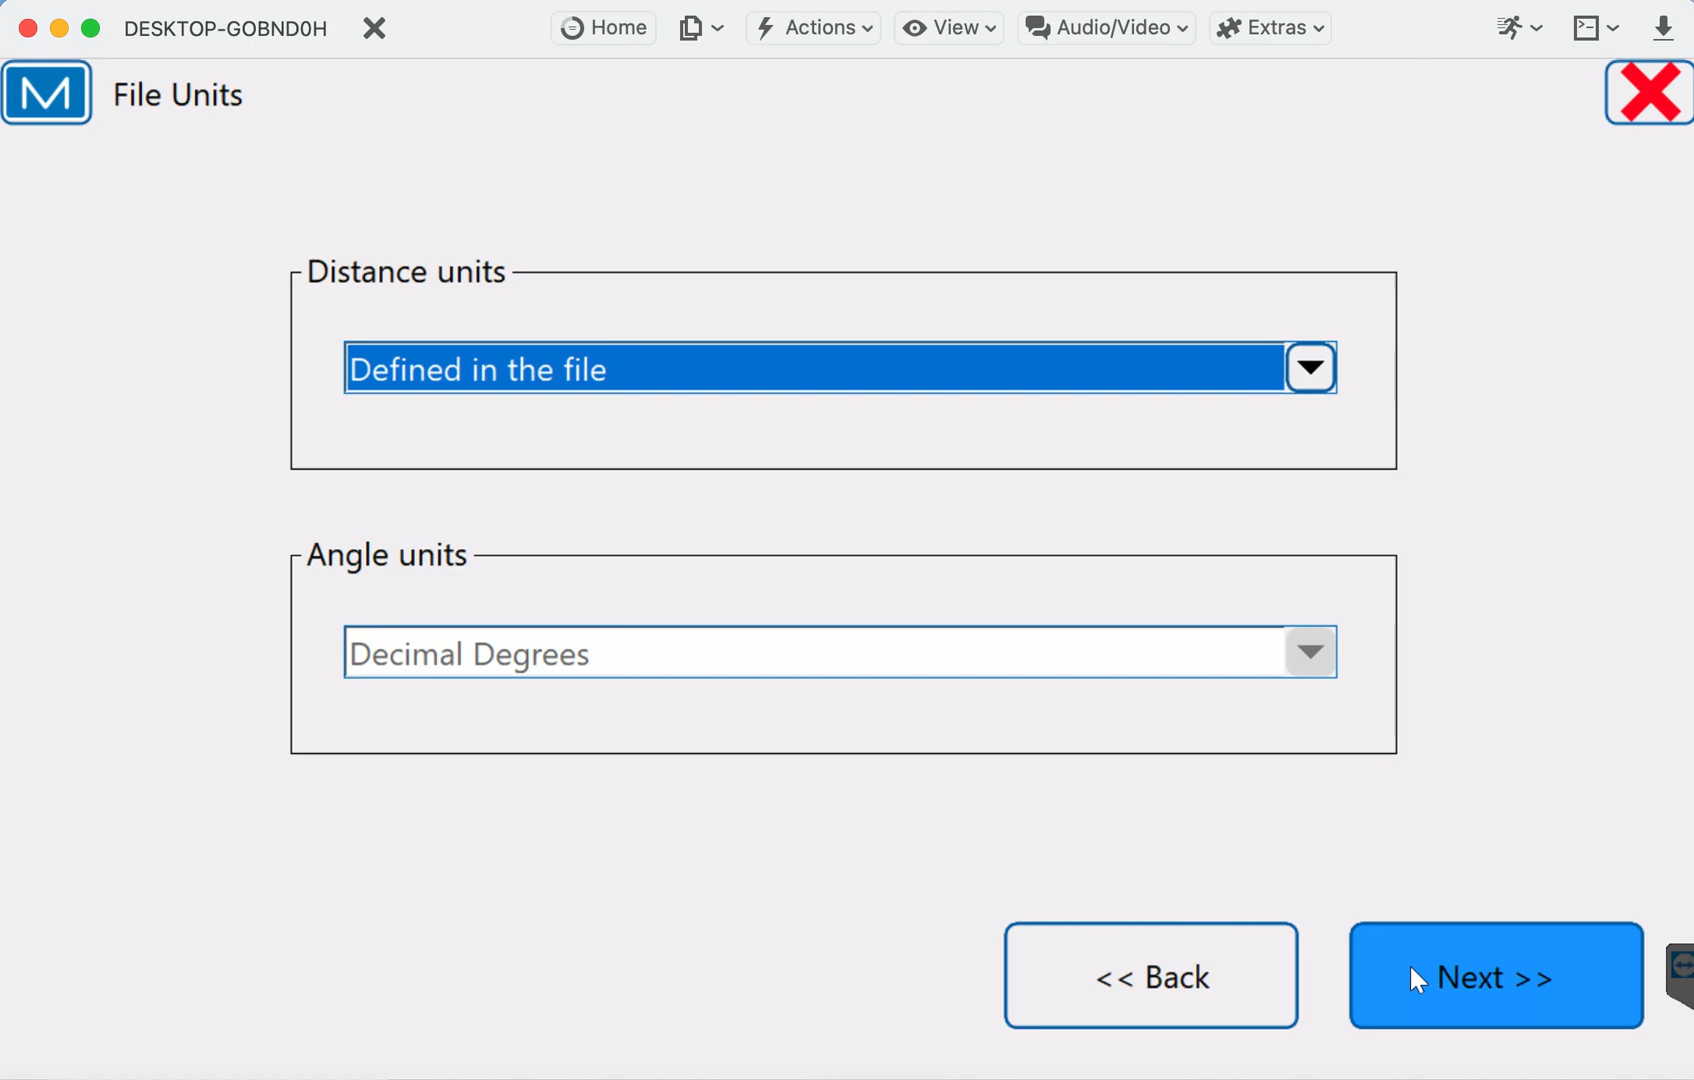 DESKTOP-GOBND0H
Home
Actions
View
Audio/Video
Extras
M
File Units
Distance units
Defined in the file
Angle units
Decimal Degrees
<< Back
Next >>